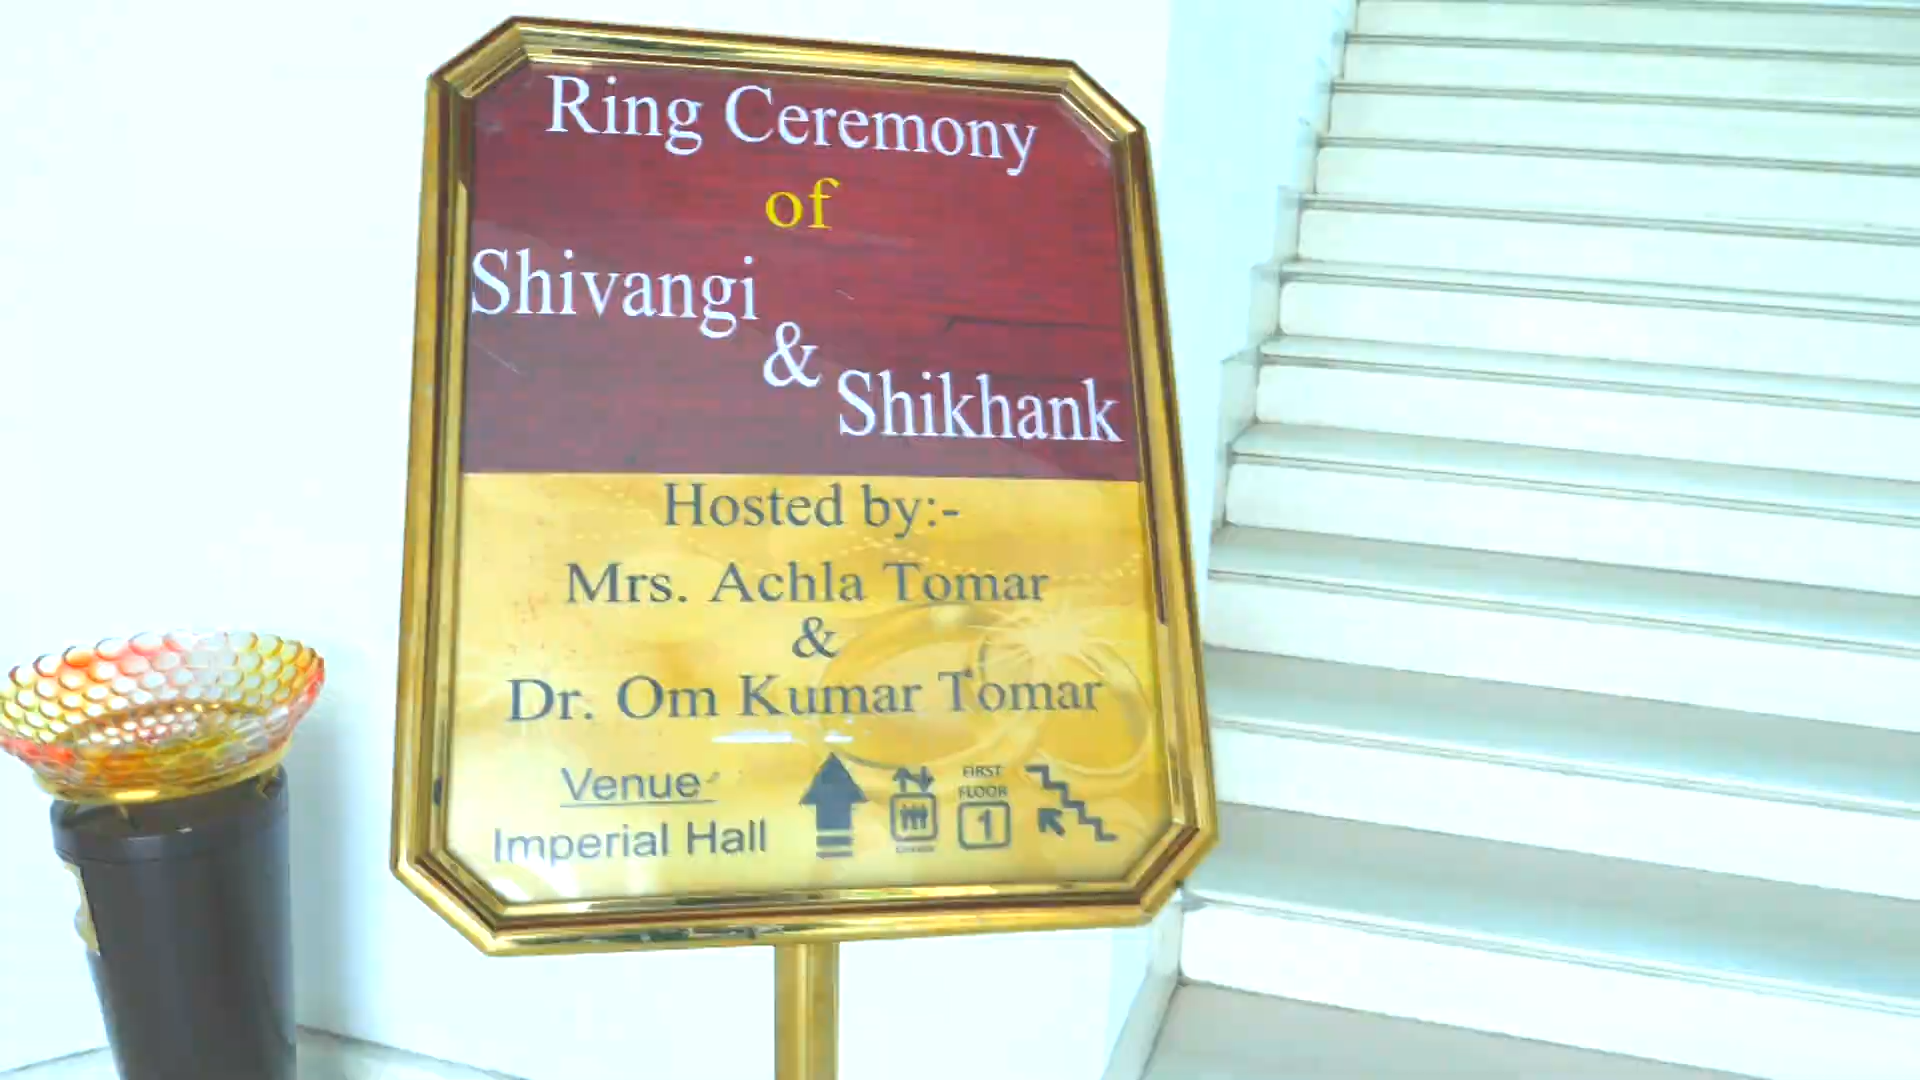 Ring Ceremony
of
Shivangi
&
Shikhank
Hosted by:-
Mrs. Achla Tomar
&
Dr. Om Kumar Tomar
Venue
Imperial Hall
FIRST
FLOOR
1